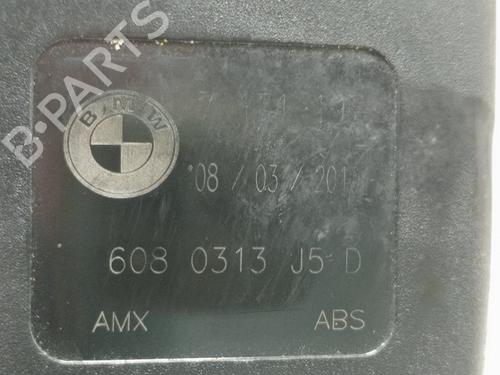 B-PARTS
BMW
08 / 03 / 201
608 0313 J5 D
AMX ABS